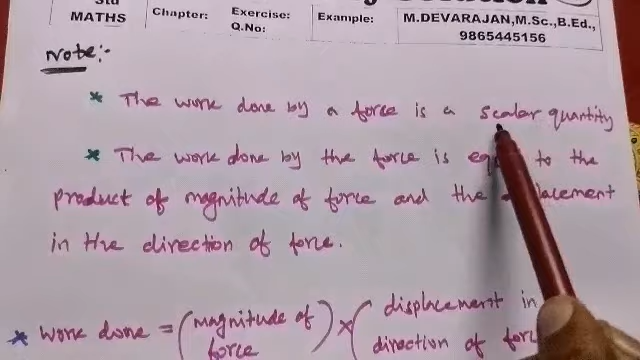 Std
MATHS
Chapter:
Exercise:
Q.No:
Example:
M.DEVARAJAN,M.Sc.,B.Ed.,
9865445156
Note:-
* The work done by a force is a scalar quantity
* The work done by the force is to the
product of magnitude of force and the
in the direction of force.
* Work done = (magnitude of force) × (displacement in
direction of